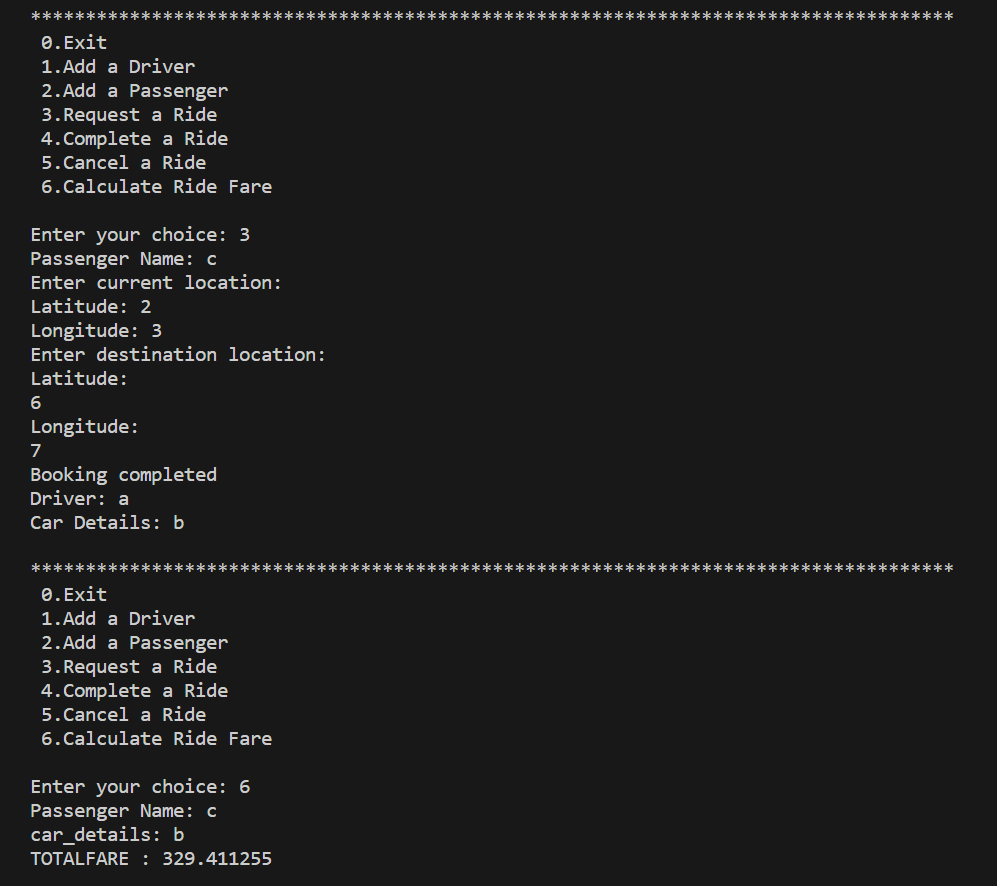 ************************************************************************************
0.Exit
1.Add a Driver
2.Add a Passenger
3.Request a Ride
4.Complete a Ride
5.Cancel a Ride
6.Calculate Ride Fare
Enter your choice: 3
Passenger Name: c
Enter current location:
Latitude: 2
Longitude: 3
Enter destination location:
Latitude:
6
Longitude:
7
Booking completed
Driver: a
Car Details: b
************************************************************************************
0.Exit
1.Add a Driver
2.Add a Passenger
3.Request a Ride
4.Complete a Ride
5.Cancel a Ride
6.Calculate Ride Fare
Enter your choice: 6
Passenger Name: c
car_details: b
TOTALFARE : 329.411255